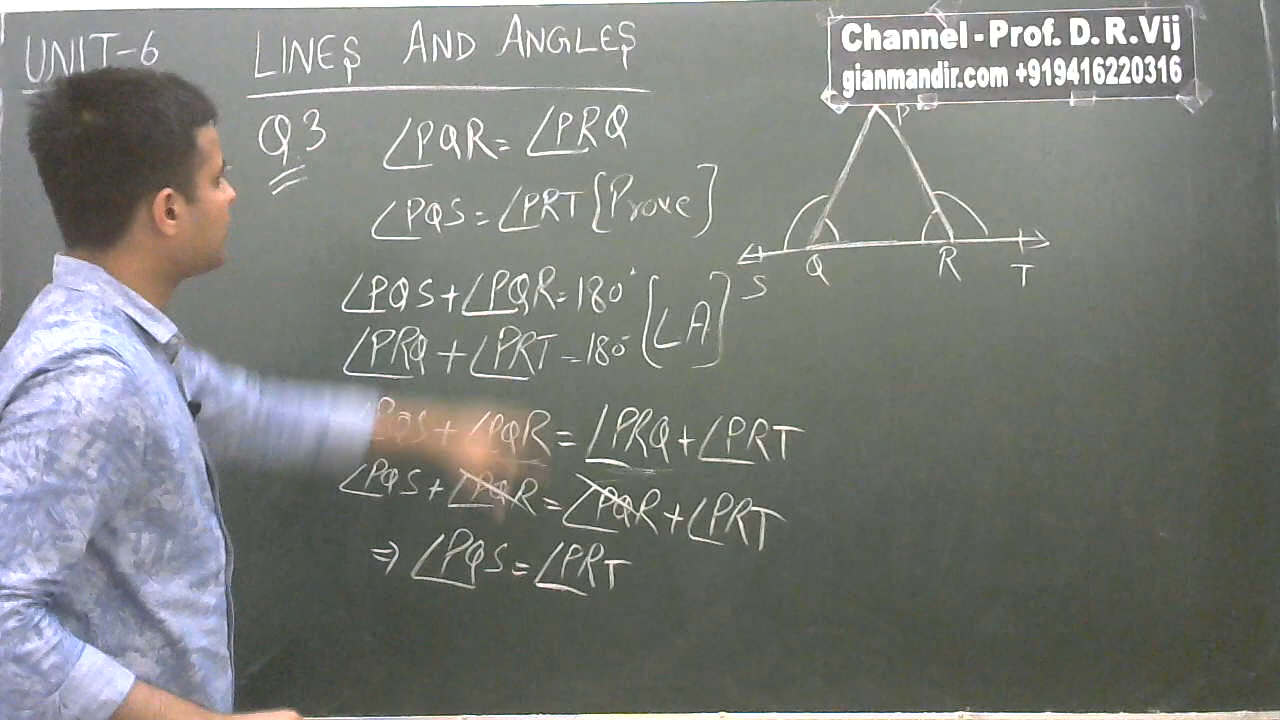 UNIT-6
LINES AND ANGLES
Channel - Prof. D. R. Vij
gianmandir.com +919416220316
Q3
∠PQR = ∠PRQ
∠PQS = ∠PRT [Prove]
∠PQS + ∠PQR = 180°
∠PRQ + ∠PRT = 180° [LA]
PQS + ∠PQR = ∠PRQ + ∠PRT
∠PQS + ∠PQR = ∠PQR + ∠PRT
⇒ ∠PQS = ∠PRT
P
S Q R T